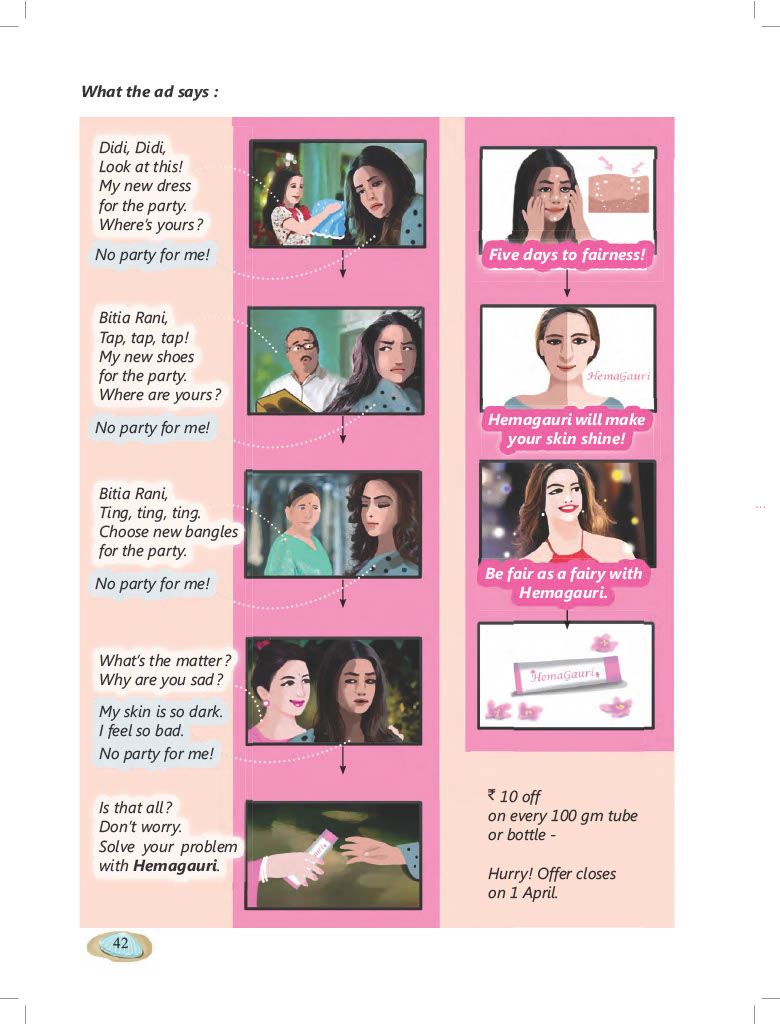 What the ad says :
Didi, Didi,
Look at this!
My new dress
for the party.
Where's yours?
No party for me!
Bitia Rani,
Tap, tap, tap!
My new shoes
for the party.
Where are yours?
No party for me!
Bitia Rani,
Ting, ting, ting.
Choose new bangles
for the party.
No party for me!
What's the matter?
Why are you sad?
My skin is so dark.
I feel so bad.
No party for me!
Is that all?
Don't worry.
Solve your problem
with Hemagauri.
Five days to fairness!
HemaGauri
Hemagauri will make
your skin shine!
Be fair as a fairy with
Hemagauri.
HemaGauri
₹ 10 off
on every 100 gm tube
or bottle -
Hurry! Offer closes
on 1 April.
42